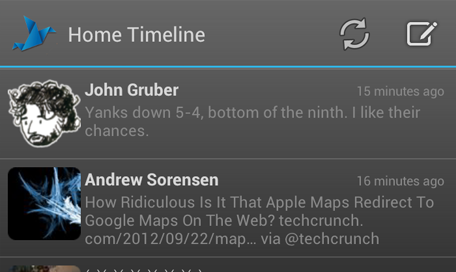 Home Timeline
John Gruber
15 minutes ago
Yanks down 5-4, bottom of the ninth. I like their
chances.
Andrew Sorensen
16 minutes ago
How Ridiculous Is It That Apple Maps Redirect To
Google Maps On The Web? techcrunch.
com/2012/09/22/map... via @techcrunch